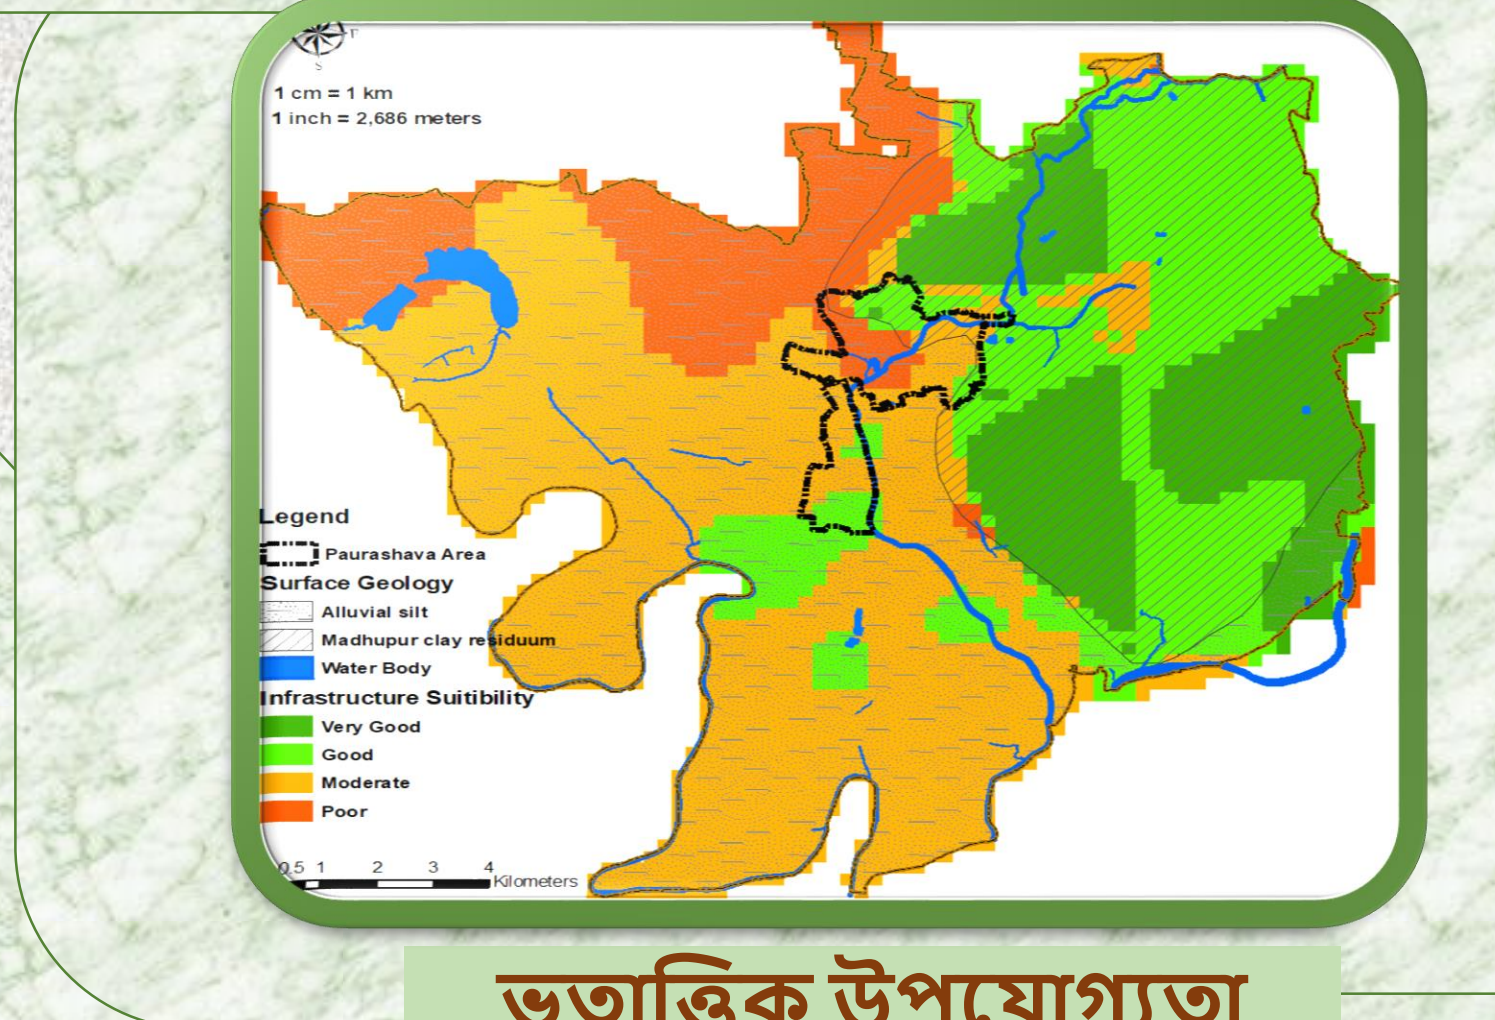 S
1 cm = 1 km
1 inch = 2,686 meters
Legend
Paurashava Area
Surface Geology
Alluvial silt
Madhupur clay residuum
Water Body
Infrastructure Suitibility
Very Good
Good
Moderate
Poor
0.5 1 2 3 4
Kilometers
ভূতাত্ত্বিক উপযোগ্যতা